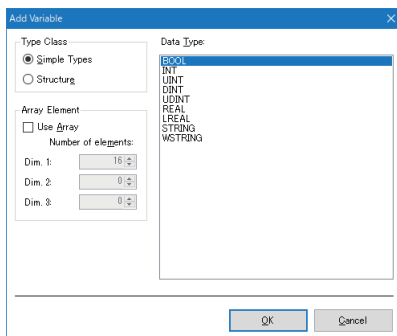 Add Variable
Type Class
Simple Types
Structure
Array Element
Use Array
Number of elements:
Dim. 1: 16
Dim. 2: 0
Dim. 3: 0
Data Type:
BOOL
INT
UINT
DINT
UDINT
REAL
LREAL
STRING
WSTRING
OK
Cancel